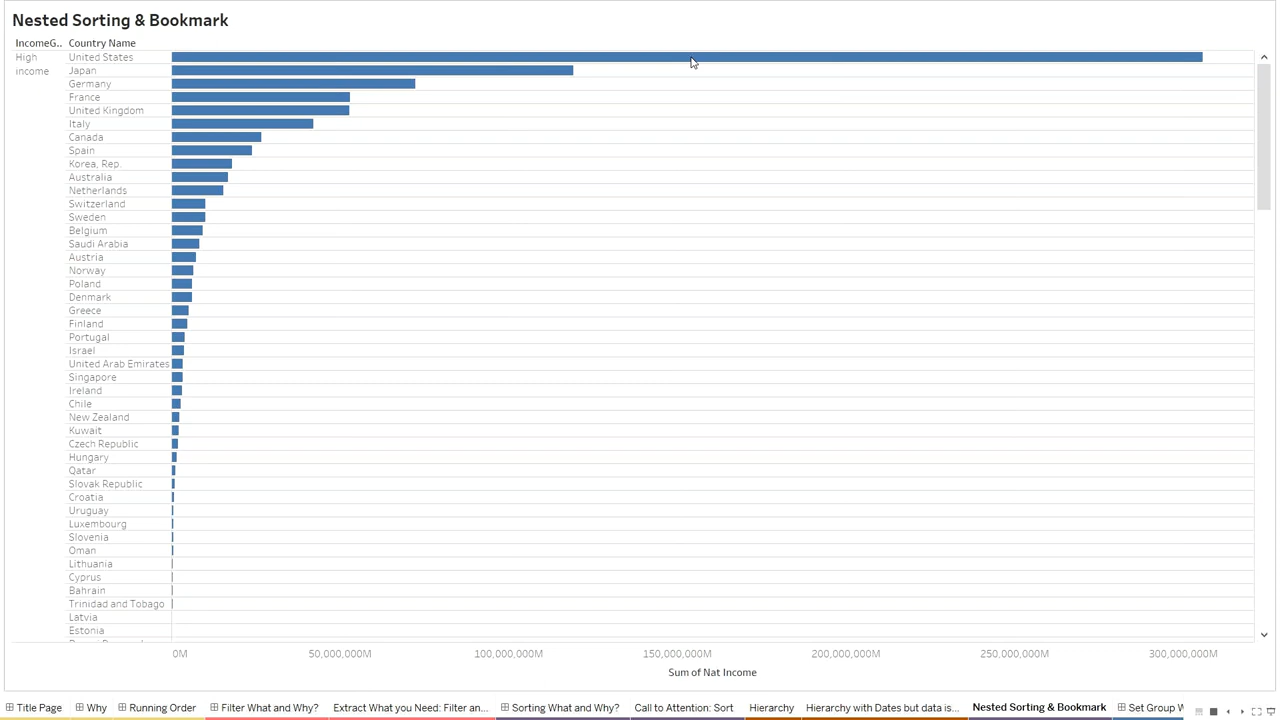 Nested Sorting & Bookmark
IncomeG.. Country Name
High income United States
Japan
Germany
France
United Kingdom
Italy
Canada
Spain
Korea, Rep.
Australia
Netherlands
Switzerland
Sweden
Belgium
Saudi Arabia
Austria
Norway
Poland
Denmark
Greece
Finland
Portugal
Israel
United Arab Emirates
Singapore
Ireland
Chile
New Zealand
Kuwait
Czech Republic
Hungary
Qatar
Slovak Republic
Croatia
Uruguay
Luxembourg
Slovenia
Oman
Lithuania
Cyprus
Bahrain
Trinidad and Tobago
Latvia
Estonia
0M 50,000,000M 100,000,000M 150,000,000M 200,000,000M 250,000,000M 300,000,000M
Sum of Nat Income
Title Page Why Running Order Filter What and Why? Extract What you Need: Filter an... Sorting What and Why? Call to Attention: Sort Hierarchy Hierarchy with Dates but data is... Nested Sorting & Bookmark Set Group W